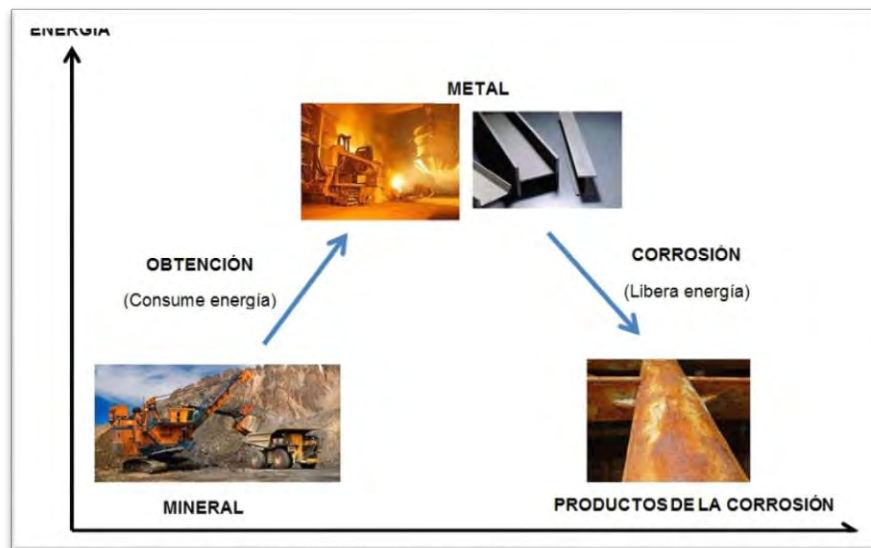 ENERGIA
METAL
OBTENCIÓN
(Consume energía)
CORROSIÓN
(Libera energía)
MINERAL
PRODUCTOS DE LA CORROSIÓN